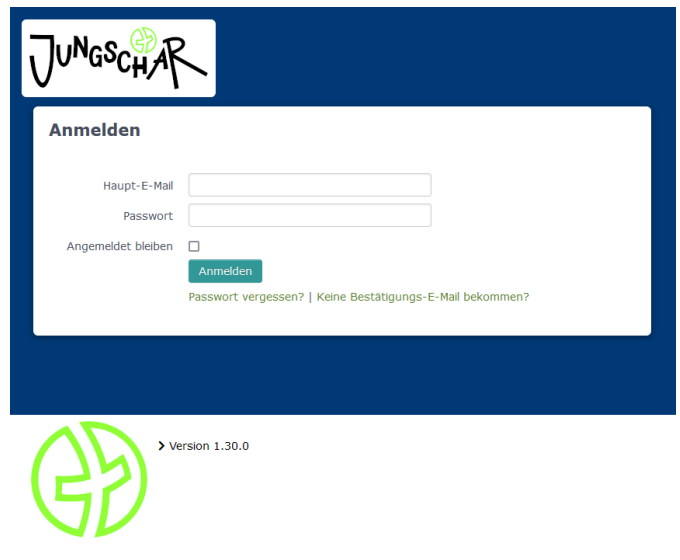 JUNGSCHAR
Anmelden
Haupt-E-Mail
Passwort
Angemeldet bleiben
Anmelden
Passwort vergessen? | Keine Bestätigungs-E-Mail bekommen?
Version 1.30.0